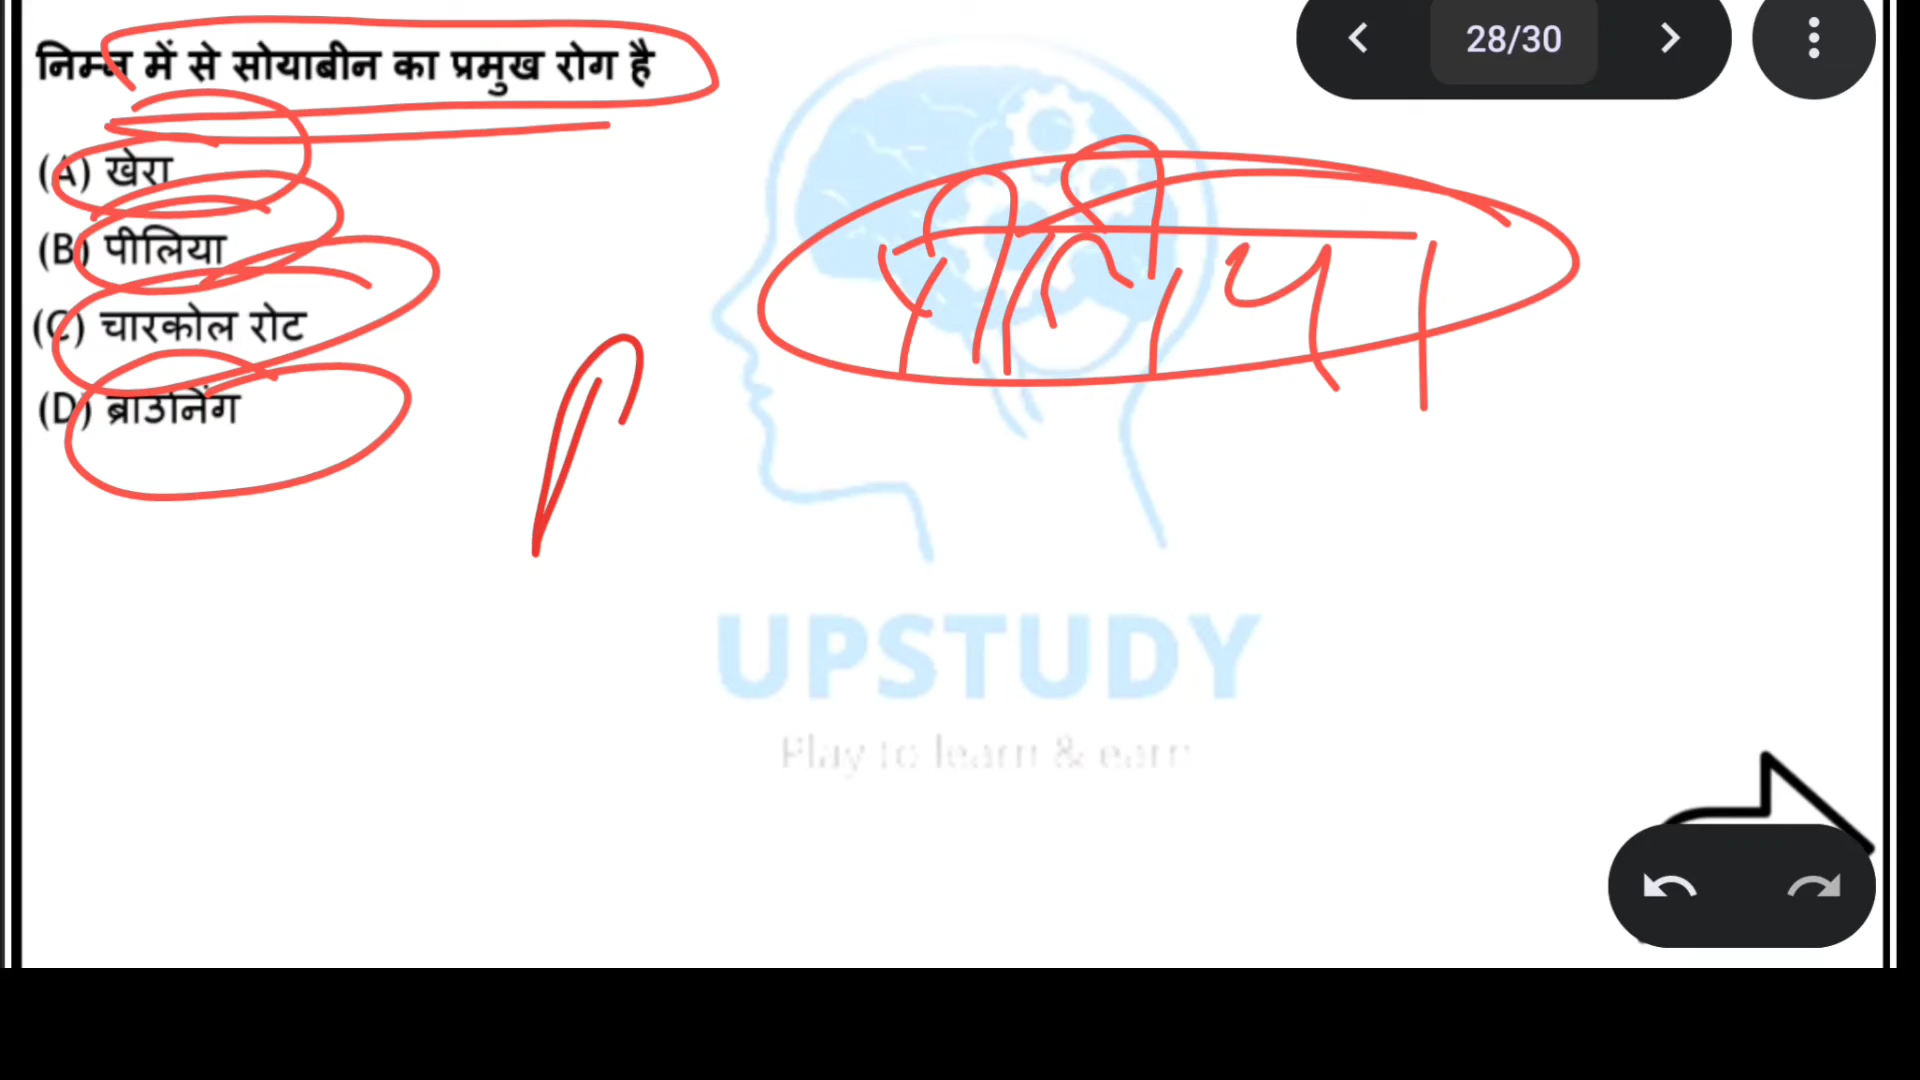 निम्न में से सोयाबीन का प्रमुख रोग है
28/30
(A) खेरा
(B) पीलिया
(C) चारकोल रोट
(D) ब्राउनिंग
पीलिया
UPSTUDY
Play to learn & earn